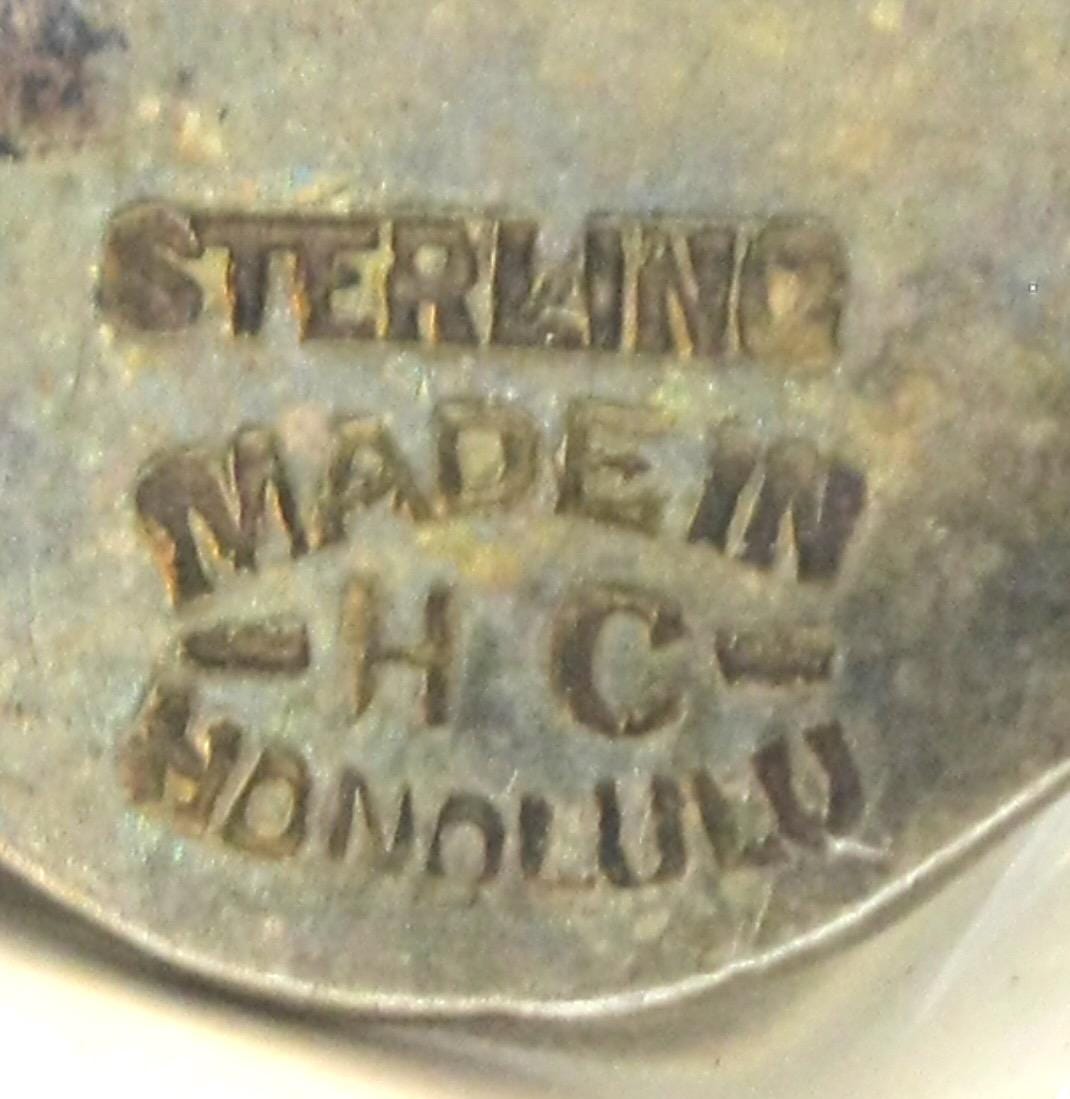 STERLING
MADE IN
- H C -
HONOLULU